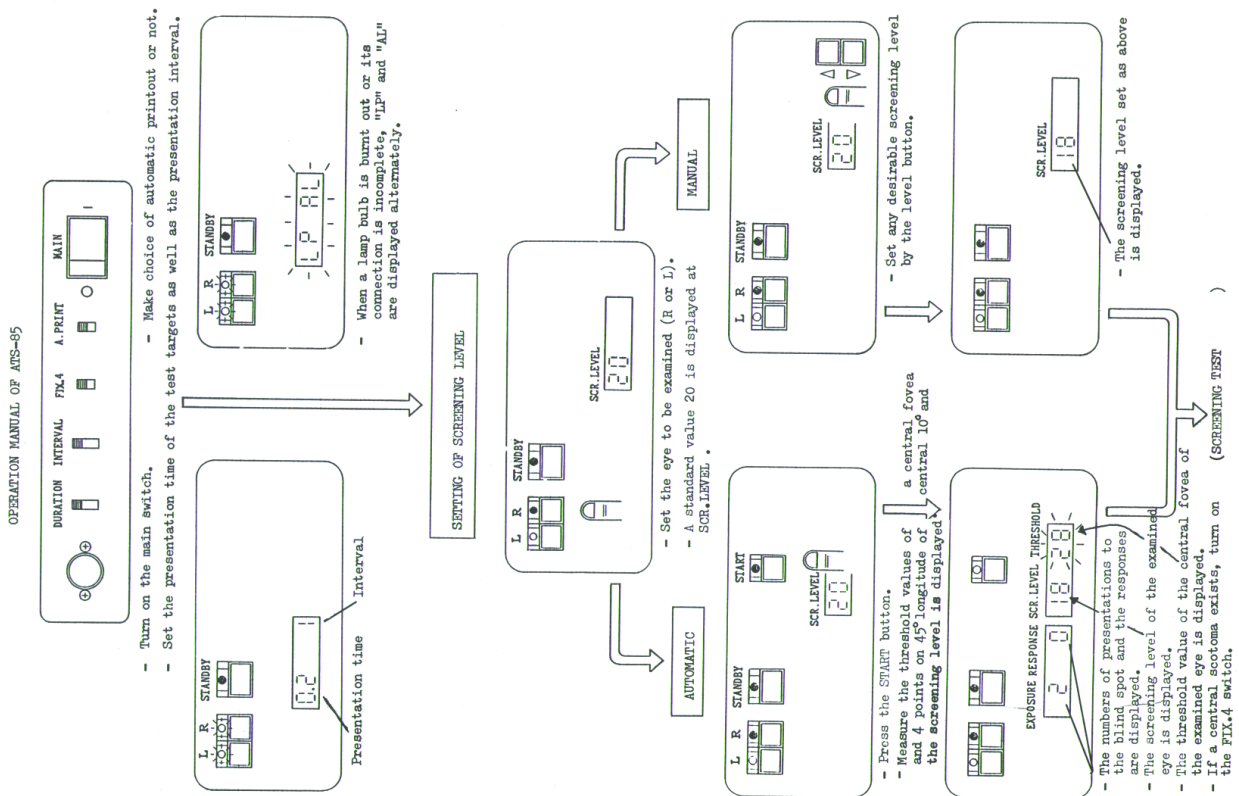 OPERATION MANUAL OF ATS-85
DURATION INTERVAL FIX.4 A.PRINT MAIN
- Turn on the main switch.
- Make choice of automatic printout or not.
- Set the presentation time of the test targets as well as the presentation interval.
L R STANDBY
0.2 1
Presentation time
Interval
L R STANDBY
LP AL
- When a lamp bulb is burnt out or its
connection is incomplete, "LP" and "AL"
are displayed alternately.
SETTING OF SCREENING LEVEL
L R STANDBY
SCR.LEVEL
20
- Set the eye to be examined (R or L).
- A standard value 20 is displayed at
SCR.LEVEL .
AUTOMATIC
MANUAL
L R STANDBY START
SCR.LEVEL
20
- Press the START button.
- Measure the threshold values of a central fovea
and 4 points on 45° longitude of central 10° and
the screening level is displayed.
L R STANDBY
SCR.LEVEL
20
- Set any desirable screening level
by the level button.
EXPOSURE RESPONSE SCR.LEVEL THRESHOLD
2 0 18 28
- The numbers of presentations to
the blind spot and the responses
are displayed.
- The screening level of the examined
eye is displayed.
- The threshold value of the central fovea of
the examined eye is displayed.
- If a central scotoma exists, turn on
the FIX.4 switch.
SCR.LEVEL
18
- The screening level set as above
is displayed.
(SCREENING TEST )